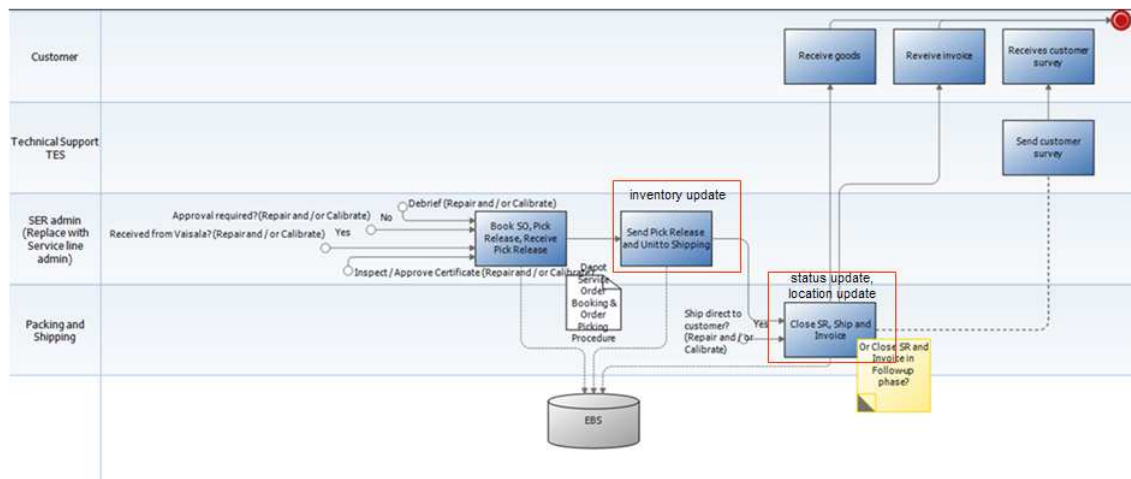 Customer
Receive goods
Reveive invoice
Receives customer
survey
Technical Support
TES
Send customer
survey
SER admin
(Replace with
Service line
admin)
Debrief (Repair and / or Calibrate)
Approval required? (Repair and / or Calibrate)
No
Received from Vaisala? (Repair and / or Calibrate)
Yes
Inspect / Approve Certificate (Repair and / or Calibrate)?
Book SO, Pick
Release, Receive
Pick Release
inventory update
Send Pick Release
and Unit to Shipping
Depot
Service
Order
Booking &
Order
Picking
Procedure
Packing and
Shipping
Ship direct to
customer?
(Repair and / or
Calibrate)
Yes
status update,
location update
Close SR, Ship and
Invoice
Or Close SR and
Invoice in
Follow-up
phase?
EBS